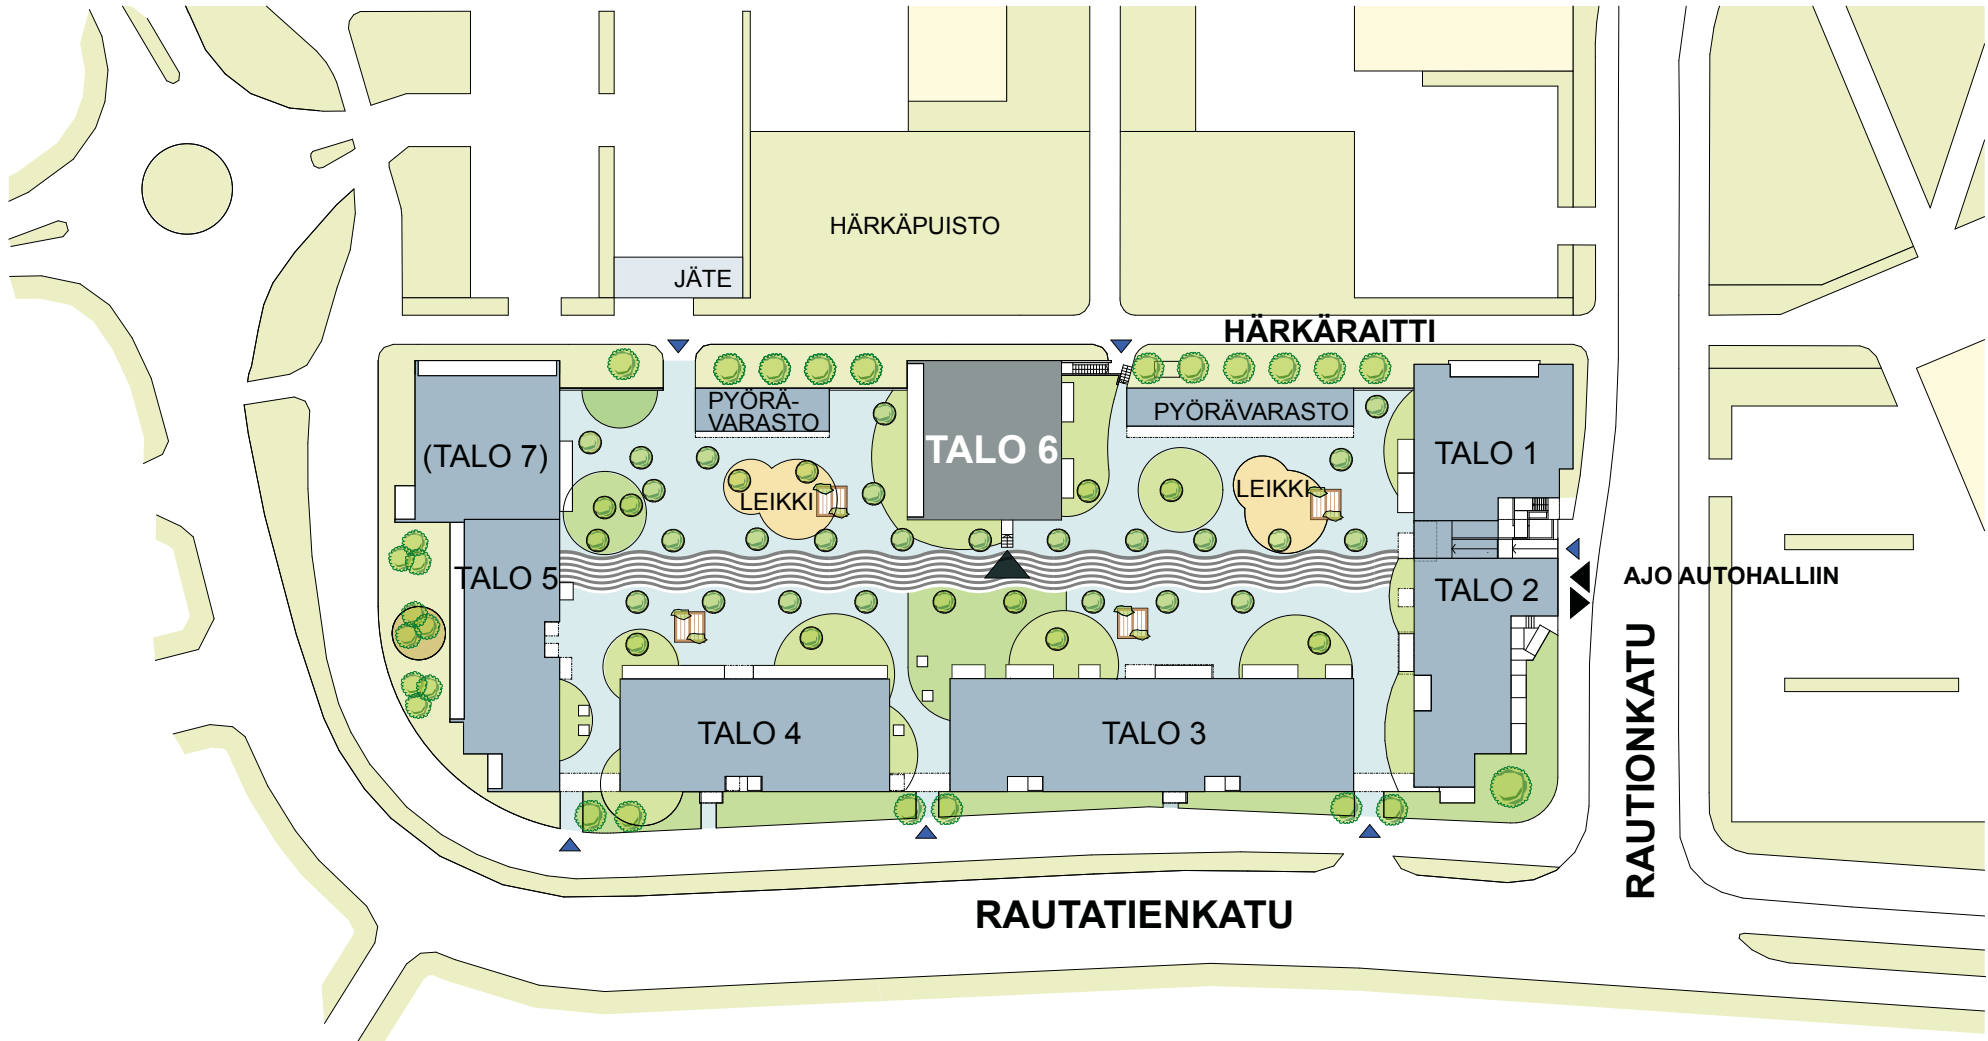 HÄRKÄPUISTO
JÄTE
HÄRKÄRAITTI
PYÖRÄ-
VARASTO
PYÖRÄVARASTO
(TALO 7)
TALO 6
TALO 1
LEIKKI
LEIKKI
TALO 5
TALO 2
AJO AUTOHALLIIN
TALO 4
TALO 3
RAUTIONKATU
RAUTATIENKATU